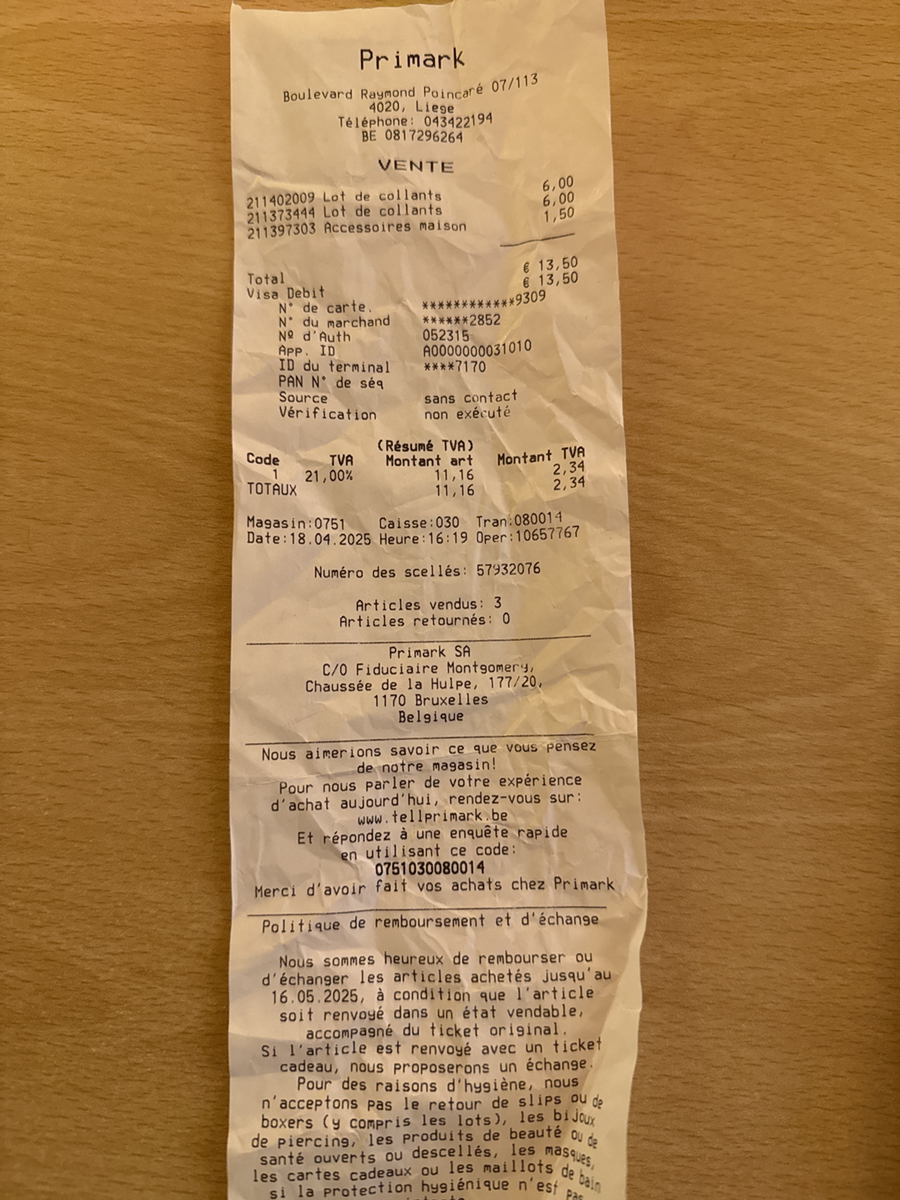 Primark
Boulevard Raymond Poincaré 07/113
4020, Liege
Téléphone: 043422194
BE 0817296264
VENTE
211402009 Lot de collants 6,00
211373444 Lot de collants 6,00
211397303 Accessoires maison 1,50
Total € 13,50
Visa Debit € 13,50
N° de carte. ************9309
N° du marchand ******2852
Nº d'Auth 052315
App. ID A0000000031010
ID du terminal ****7170
PAN N° de séq
Source sans contact
Vérification non exécuté
(Résumé TVA)
Code TVA Montant art Montant TVA
1 21,00% 11,16 2,34
TOTAUX 11,16 2,34
Magasin:0751 Caisse:030 Tran:080014
Date:18.04.2025 Heure:16:19 Oper:10657767
Numéro des scellés: 57932076
Articles vendus: 3
Articles retournés: 0
Primark SA
C/O Fiduciaire Montgomery,
Chaussée de la Hulpe, 177/20,
1170 Bruxelles
Belgique
Nous aimerions savoir ce que vous pensez
de notre magasin!
Pour nous parler de votre expérience
d'achat aujourd'hui, rendez-vous sur:
www.tellprimark.be
Et répondez à une enquête rapide
en utilisant ce code:
0751030080014
Merci d'avoir fait vos achats chez Primark
Politique de remboursement et d'échange
Nous sommes heureux de rembourser ou
d'échanger les articles achetés jusqu'au
16.05.2025, à condition que l'article
soit renvoyé dans un état vendable,
accompagné du ticket original.
Si l'article est renvoyé avec un ticket
cadeau, nous proposerons un échange.
Pour des raisons d'hygiène, nous
n'acceptons pas le retour de slips ou de
boxers (y compris les lots), les bijoux
de piercing, les produits de beauté ou de
santé ouverts ou descellés, les masques,
les cartes cadeaux ou les maillots de bain
si la protection hygiénique n'est pas